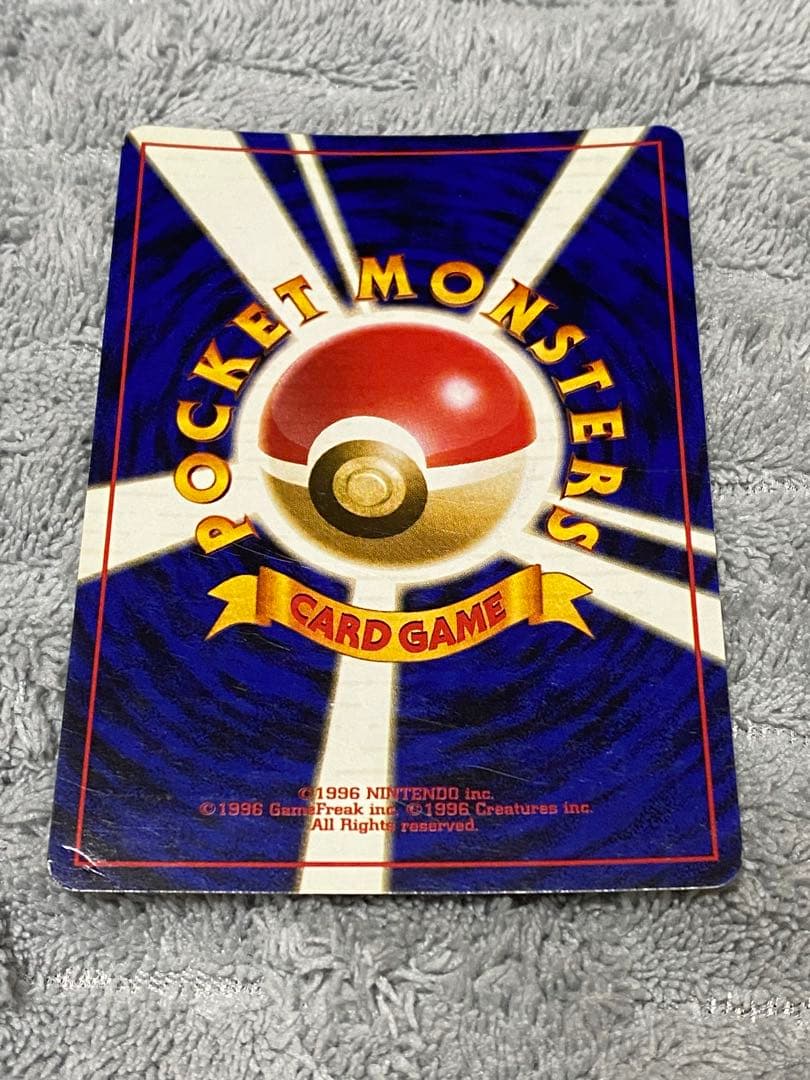 POCKET MONSTERS
CARD GAME
©1996 NINTENDO inc.
©1996 GameFreak inc. ©1996 Creatures inc.
All Rights reserved.